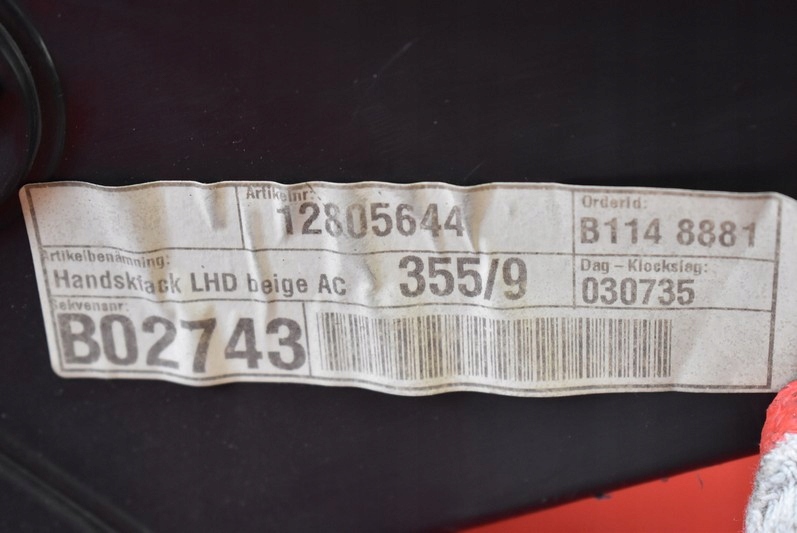 Artikelnr:
12805644
OrderId:
B114 8881
Artikelbenämning:
Handskfack LHD beige AC 355/9
Dag - Klockslag:
030735
Sekvensnr:
B02743